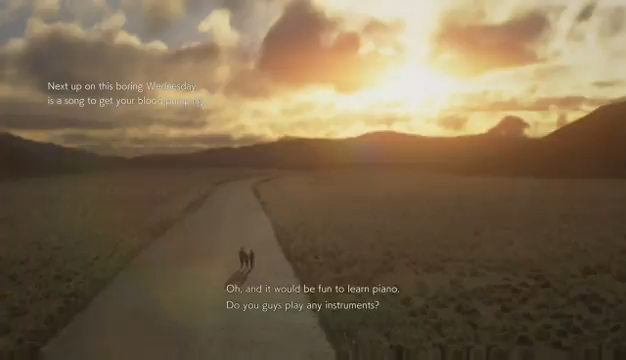 Next up on this boring Wednesday
is a song to get your blood pumping.
Oh, and it would be fun to learn piano.
Do you guys play any instruments?